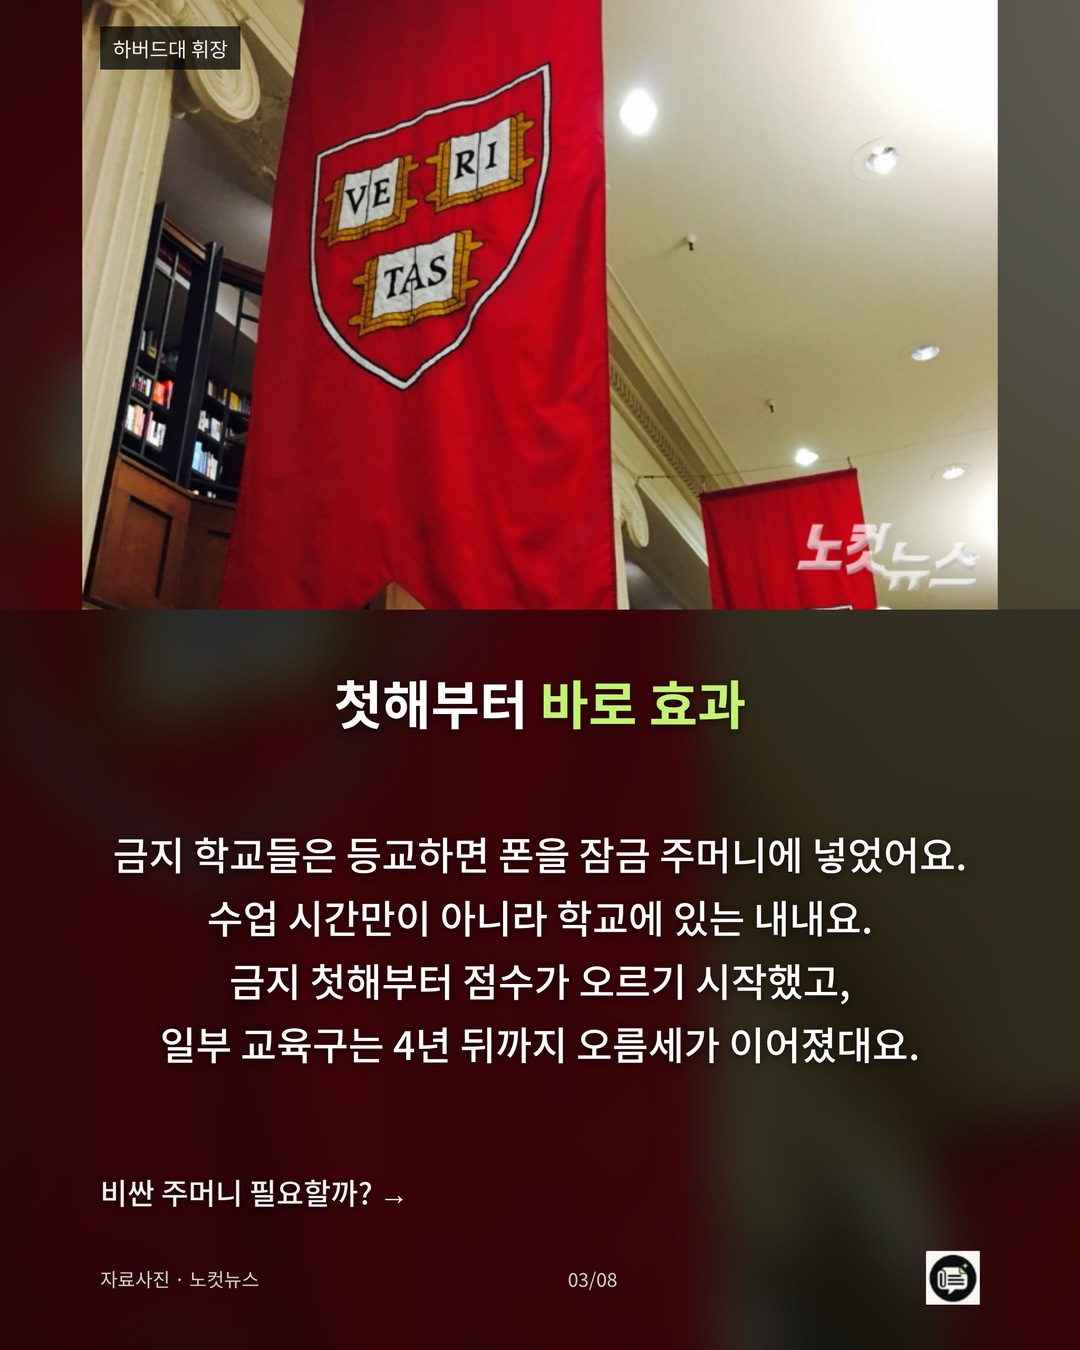 하버드대 휘장
VE RI
TAS
노컷뉴스
첫해부터 바로 효과
금지 학교들은 등교하면 폰을 잠금 주머니에 넣었어요.
수업 시간만이 아니라 학교에 있는 내내요.
금지 첫해부터 점수가 오르기 시작했고,
일부 교육구는 4년 뒤까지 오름세가 이어졌대요.
비싼 주머니 필요할까? →
자료사진 · 노컷뉴스
03/08